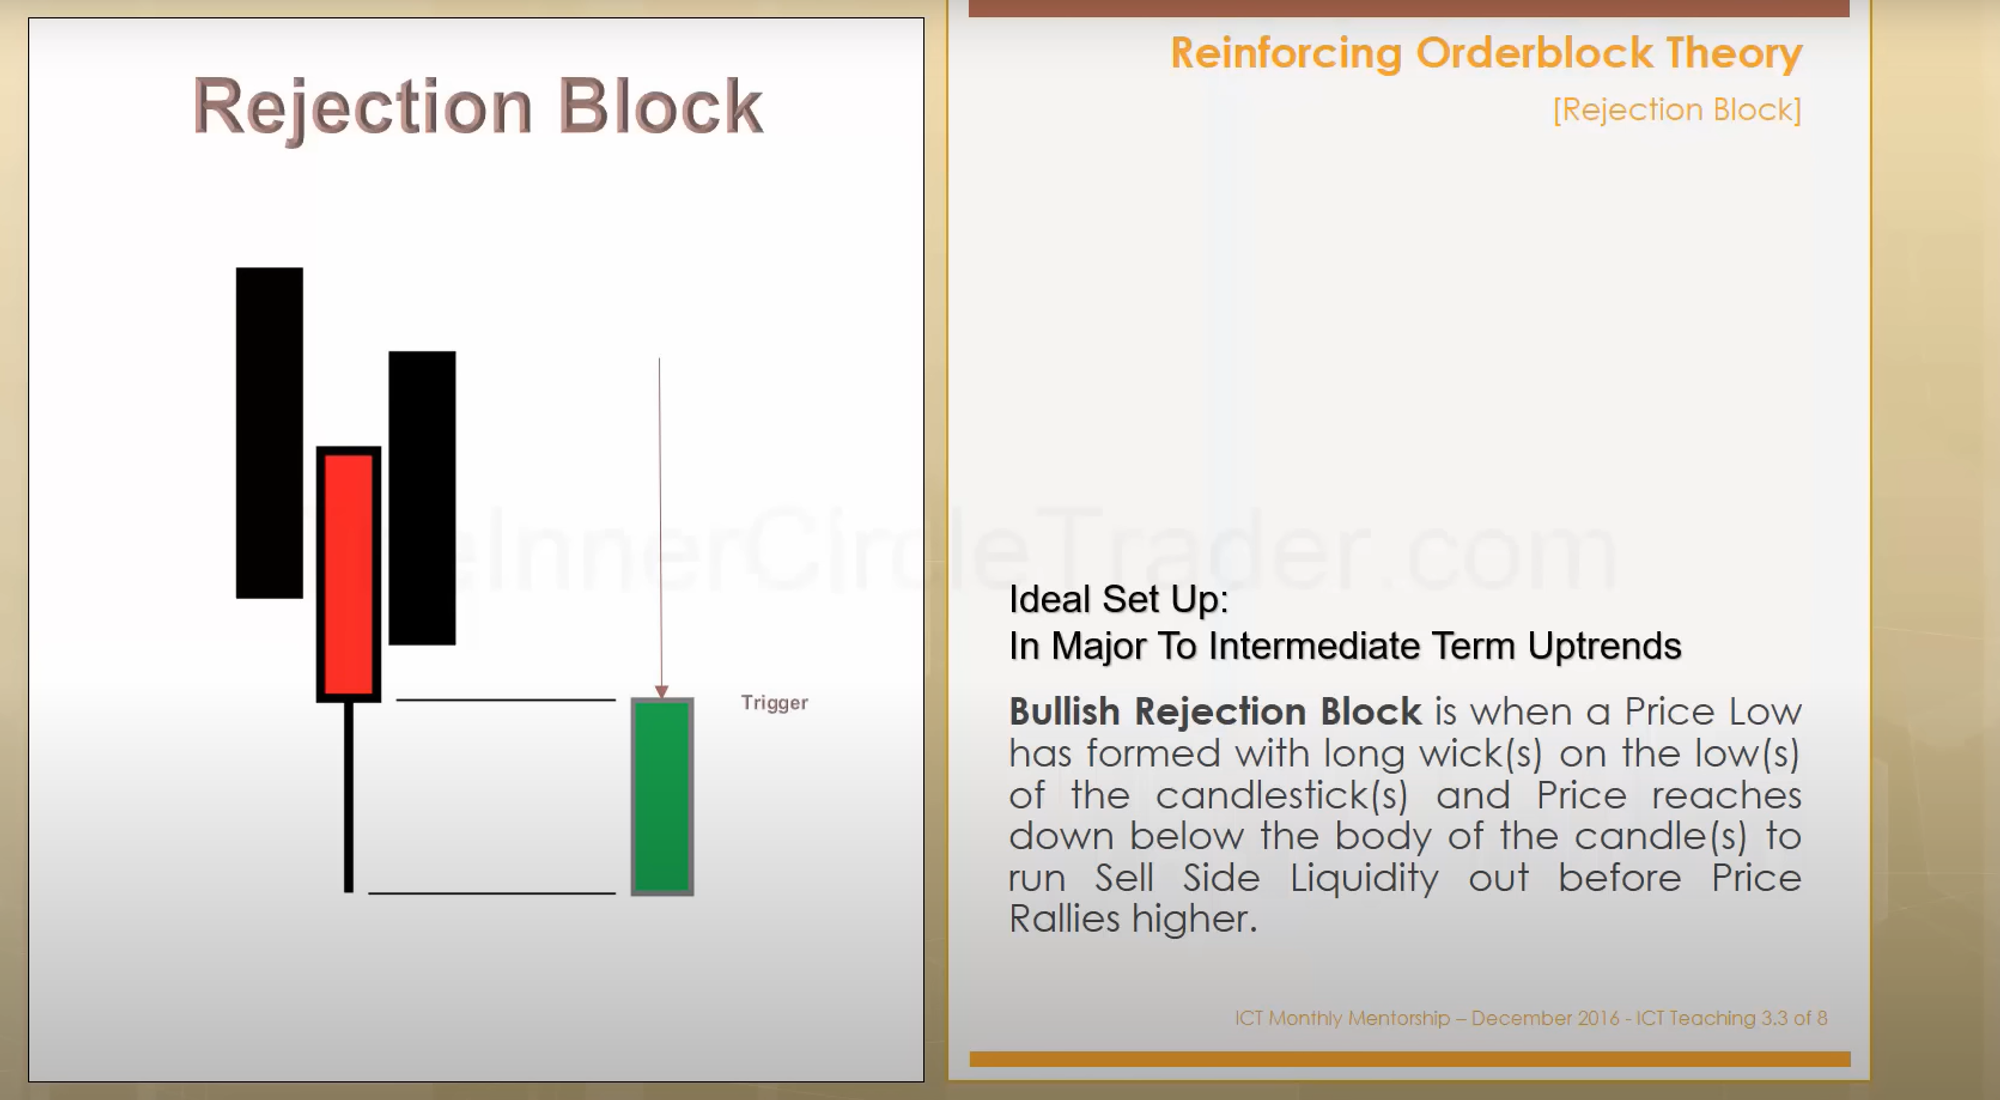 Rejection Block
Trigger
Reinforcing Orderblock Theory
[Rejection Block]
Ideal Set Up:
In Major To Intermediate Term Uptrends
Bullish Rejection Block is when a Price Low
has formed with long wick(s) on the low(s)
of the candlestick(s) and Price reaches
down below the body of the candle(s) to
run Sell Side Liquidity out before Price
Rallies higher.
ICT Monthly Mentorship – December 2016 - ICT Teaching 3.3 of 8
eInnerCircleTrader.com